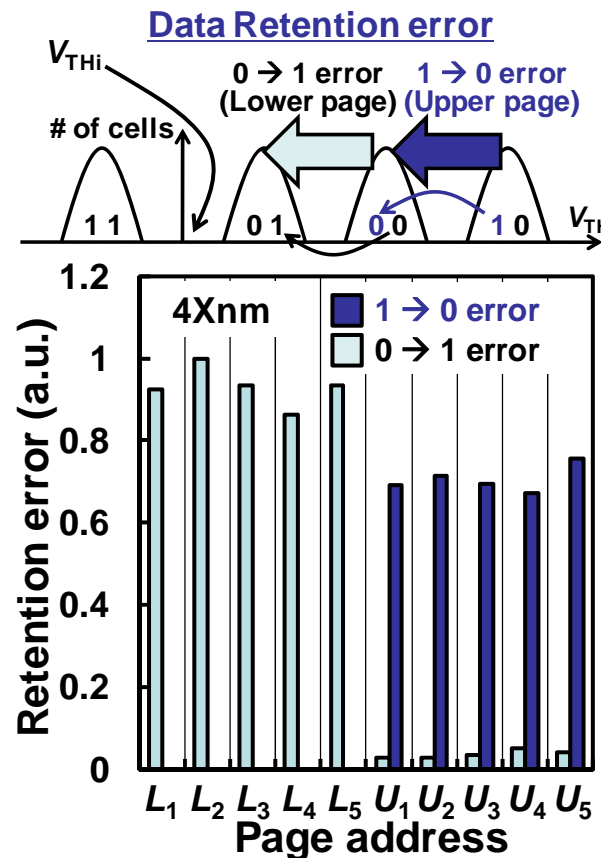 Data Retention error
V_THi
0 → 1 error
(Lower page)
1 → 0 error
(Upper page)
# of cells
1 1
0 1
0 0
1 0
V_TH
4Xnm
1 → 0 error
0 → 1 error
Retention error (a.u.)
1.2
1
0.8
0.6
0.4
0.2
0
L₁ L₂ L₃ L₄ L₅ U₁ U₂ U₃ U₄ U₅
Page address